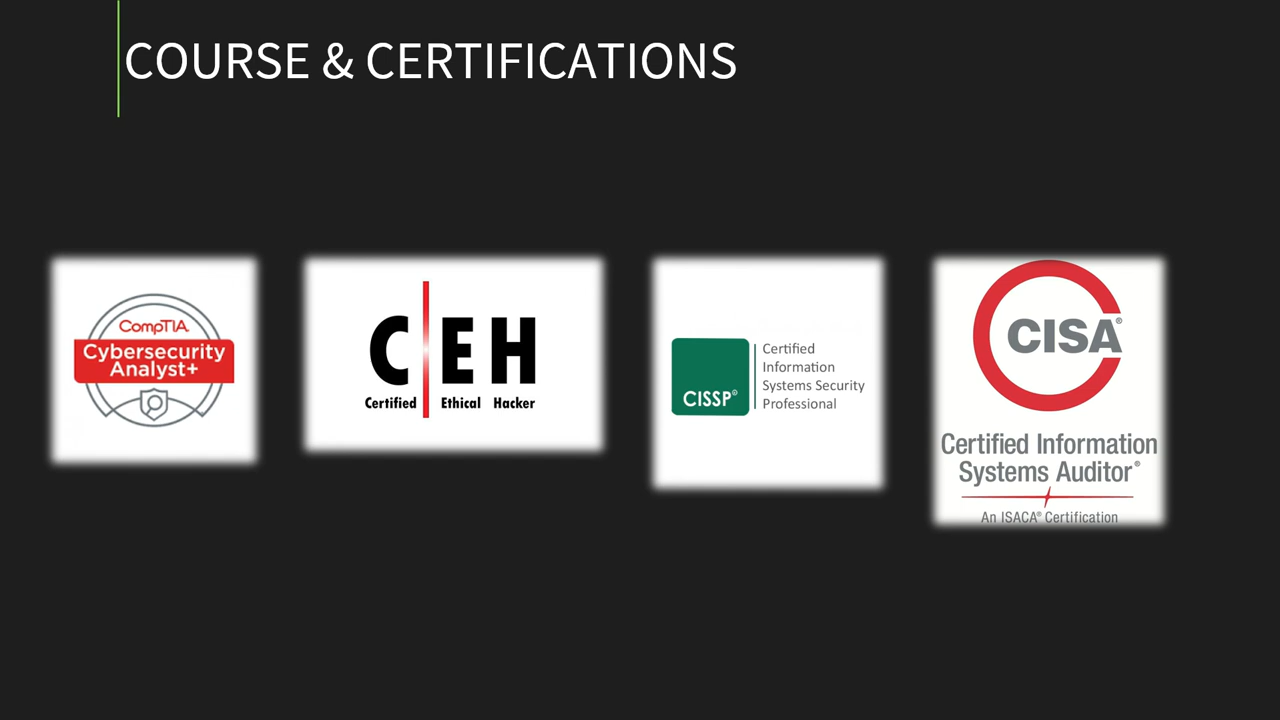 COURSE & CERTIFICATIONS
CompTIA
Cybersecurity
Analyst+
C EH
Certified Ethical Hacker
CISSP®
Certified
Information
Systems Security
Professional
CISA®
Certified Information
Systems Auditor®
An ISACA® Certification